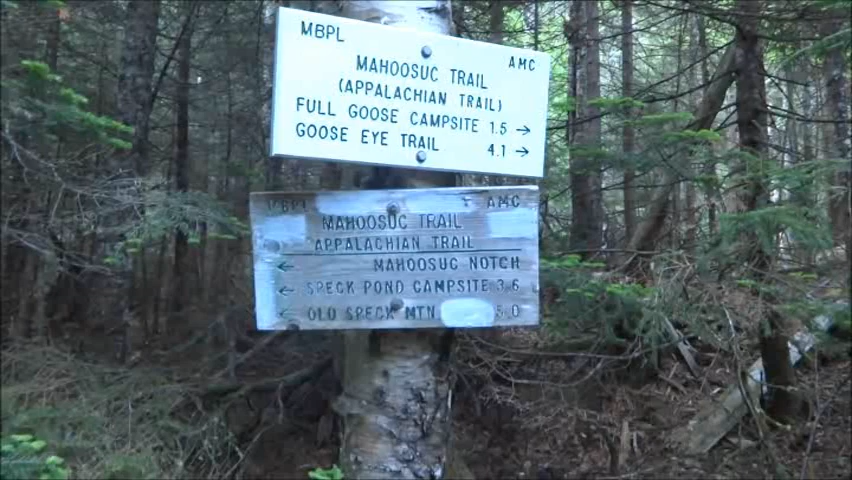 MBPL AMC
MAHOOSUC TRAIL
(APPALACHIAN TRAIL)
FULL GOOSE CAMPSITE 1.5 →
GOOSE EYE TRAIL 4.1 →
MBPL AMC
MAHOOSUC TRAIL
APPALACHIAN TRAIL
← MAHOOSUC NOTCH
← SPECK POND CAMPSITE 3.6
← OLD SPECK MTN 5.0